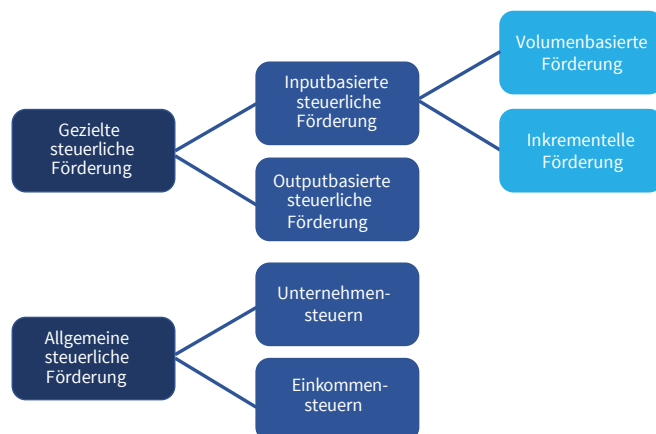 Volumenbasierte
Förderung
Inputbasierte
steuerliche
Förderung
Gezielte
steuerliche
Förderung
Inkrementelle
Förderung
Outputbasierte
steuerliche
Förderung
Unternehmen-
steuern
Allgemeine
steuerliche
Förderung
Einkommen-
steuern